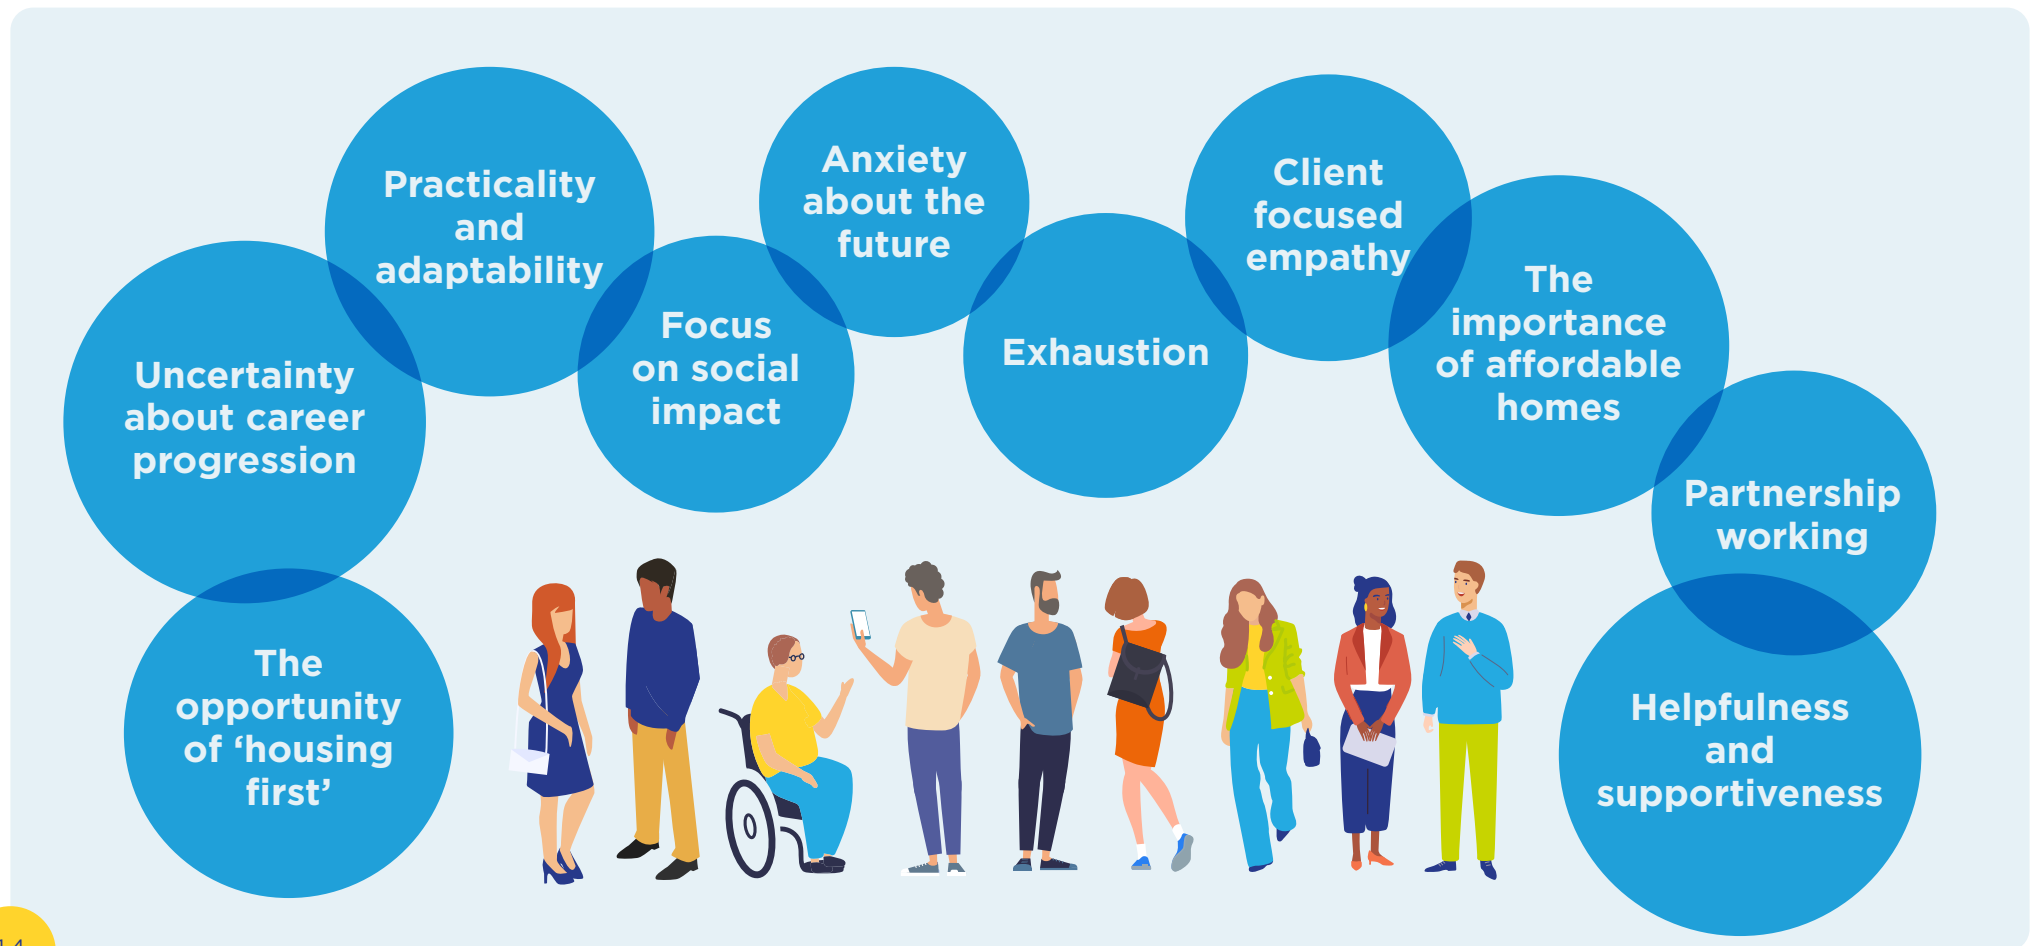 Uncertainty
about career
progression
Practicality
and
adaptability
Focus
on social
impact
Anxiety
about the
future
Exhaustion
Client
focused
empathy
The
importance
of affordable
homes
Partnership
working
The
opportunity
of ‘housing
first’
Helpfulness
and
supportiveness